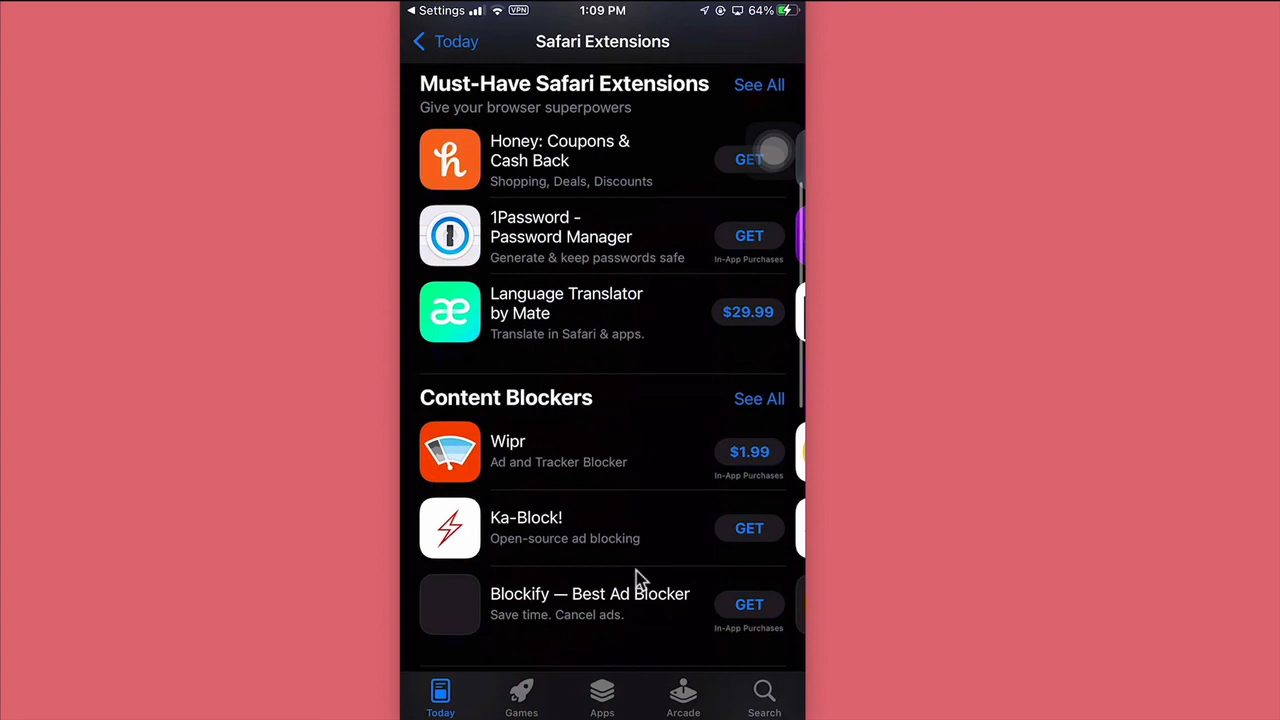 Settings VPN 1:09 PM 64%
Today Safari Extensions
Must-Have Safari Extensions See All
Give your browser superpowers
Honey: Coupons &
Cash Back
GET
Shopping, Deals, Discounts
1Password -
Password Manager
GET
Generate & keep passwords safe
In-App Purchases
Language Translator
by Mate
$29.99
Translate in Safari & apps.
Content Blockers See All
Wipr
$1.99
Ad and Tracker Blocker
In-App Purchases
Ka-Block!
GET
Open-source ad blocking
Blockify — Best Ad Blocker
GET
Save time. Cancel ads.
In-App Purchases
Today Games Apps Arcade Search